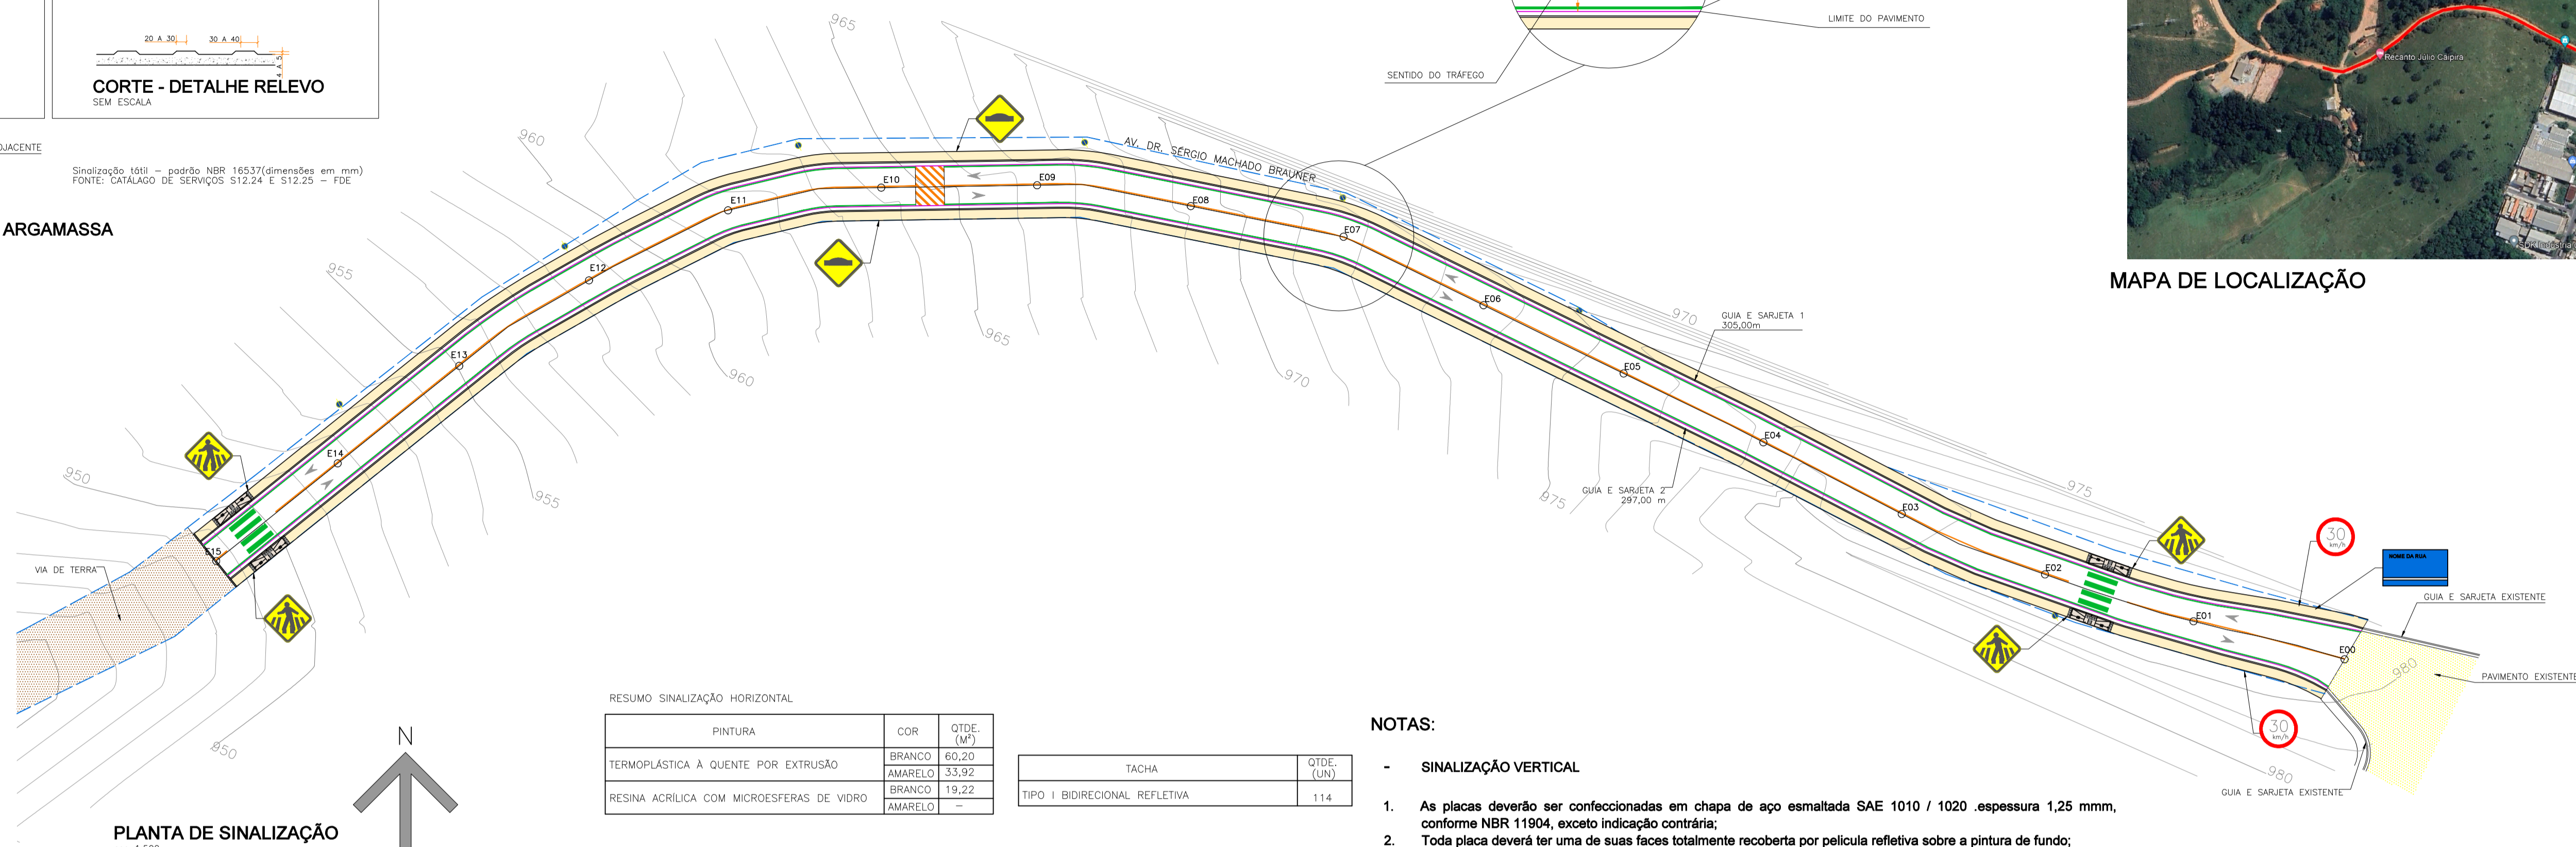 20 A 30
30 A 40
4 A 5
CORTE - DETALHE RELEVO
SEM ESCALA
DJACENTE
Sinalização tátil – padrão NBR 16537(dimensões em mm)
FONTE: CATÁLAGO DE SERVIÇOS S12.24 E S12.25 – FDE
ARGAMASSA
LIMITE DO PAVIMENTO
SENTIDO DO TRÁFEGO
Recanto Júlio Caipira
MAPA DE LOCALIZAÇÃO
965
960
955
950
AV. DR. SÉRGIO MACHADO BRAUNER
E15
E14
E13
E12
E11
E10
E09
E08
E07
E06
E05
E04
E03
E02
E01
E00
970
975
965
960
955
950
970
975
980
980
GUIA E SARJETA 1
305,00m
GUIA E SARJETA 2
297,00 m
VIA DE TERRA
30
km/h
NOME DA RUA
GUIA E SARJETA EXISTENTE
PAVIMENTO EXISTENTE
30
km/h
GUIA E SARJETA EXISTENTE
RESUMO SINALIZAÇÃO HORIZONTAL
PINTURA COR QTDE. (M²)
TERMOPLÁSTICA À QUENTE POR EXTRUSÃO BRANCO 60,20
AMARELO 33,92
RESINA ACRÍLICA COM MICROESFERAS DE VIDRO BRANCO 19,22
AMARELO –
TACHA QTDE. (UN)
TIPO I BIDIRECIONAL REFLETIVA 114
N
PLANTA DE SINALIZAÇÃO
NOTAS:
- SINALIZAÇÃO VERTICAL
1. As placas deverão ser confeccionadas em chapa de aço esmaltada SAE 1010 / 1020 .espessura 1,25 mmm,
conforme NBR 11904, exceto indicação contrária;
2. Toda placa deverá ter uma de suas faces totalmente recoberta por pelicula refletiva sobre a pintura de fundo;